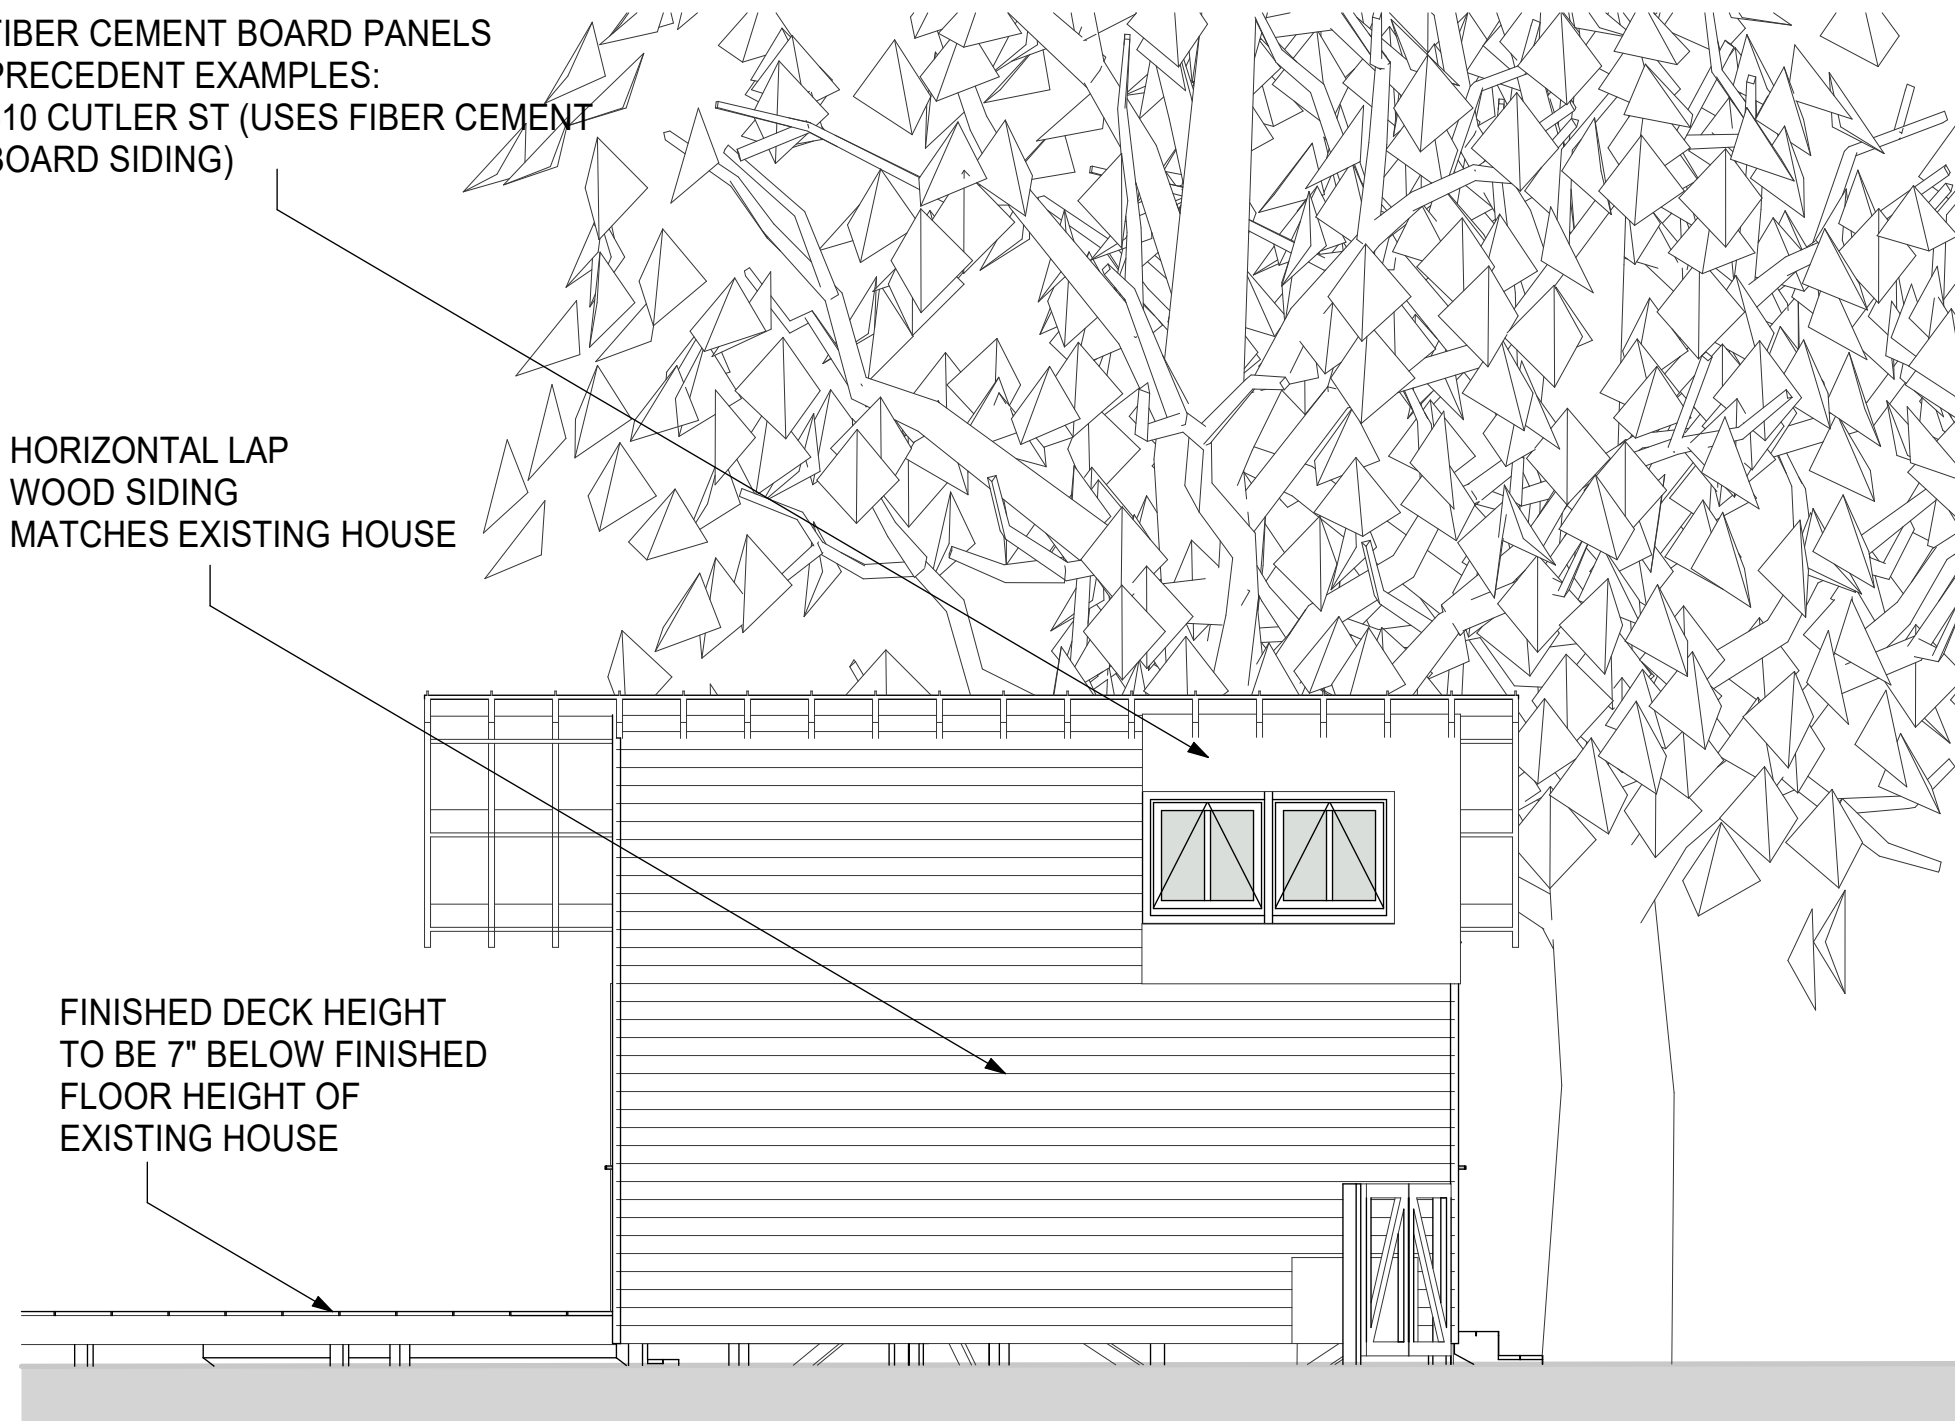 FIBER CEMENT BOARD PANELS
PRECEDENT EXAMPLES:
10 CUTLER ST (USES FIBER CEMENT
BOARD SIDING)
HORIZONTAL LAP
WOOD SIDING
MATCHES EXISTING HOUSE
FINISHED DECK HEIGHT
TO BE 7" BELOW FINISHED
FLOOR HEIGHT OF
EXISTING HOUSE